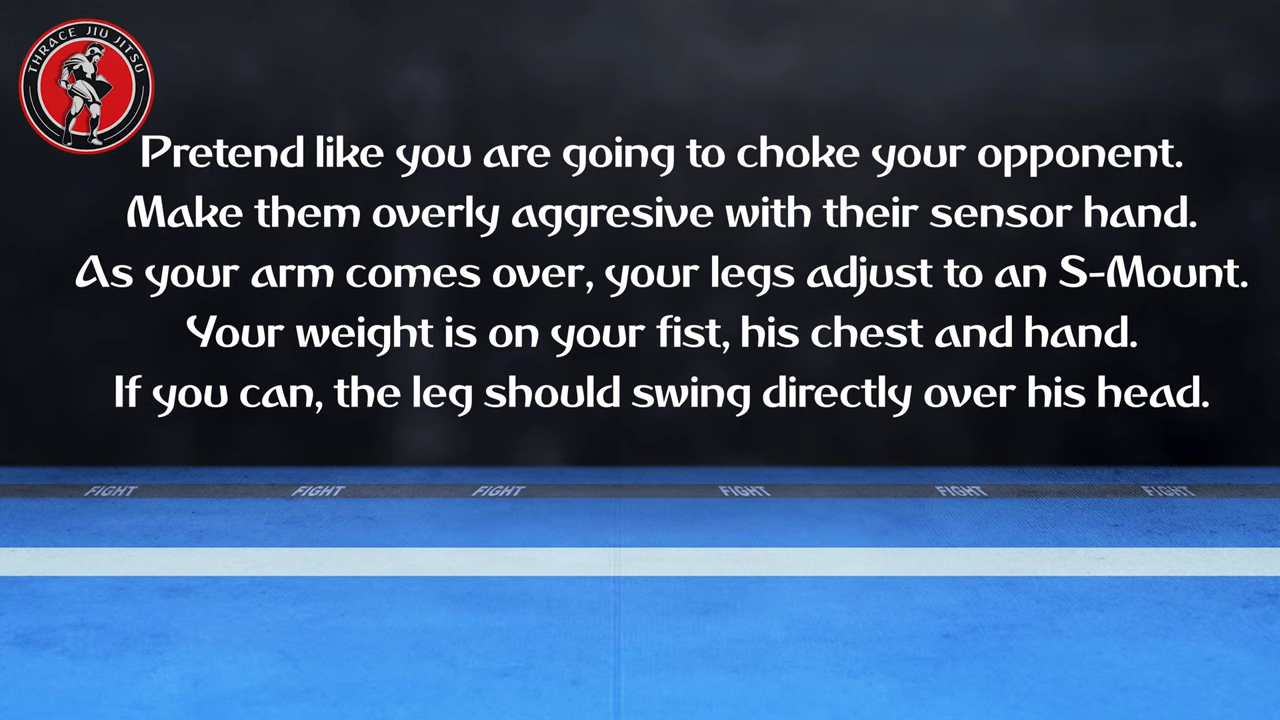 THRACE JIU JITSU
Pretend like you are going to choke your opponent.
Make them overly aggresive with their sensor hand.
As your arm comes over, your legs adjust to an S-Mount.
Your weight is on your fist, his chest and hand.
If you can, the leg should swing directly over his head.
FIGHT FIGHT FIGHT FIGHT FIGHT FIGHT